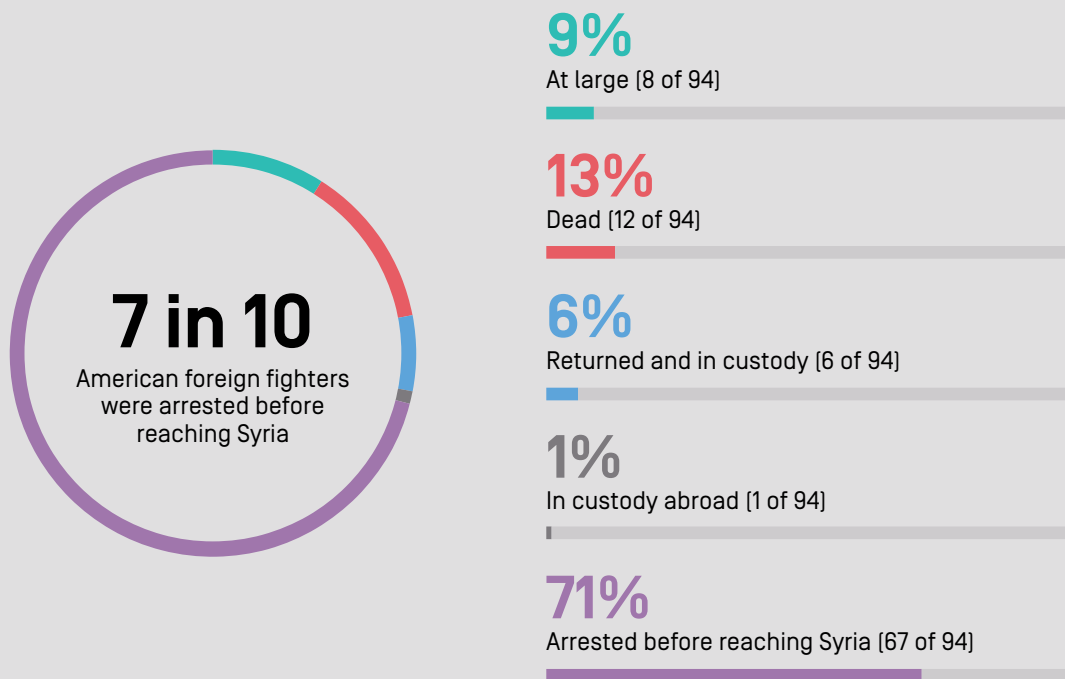 7 in 10
American foreign fighters
were arrested before
reaching Syria
9%
At large (8 of 94)
13%
Dead (12 of 94)
6%
Returned and in custody (6 of 94)
1%
In custody abroad (1 of 94)
71%
Arrested before reaching Syria (67 of 94)